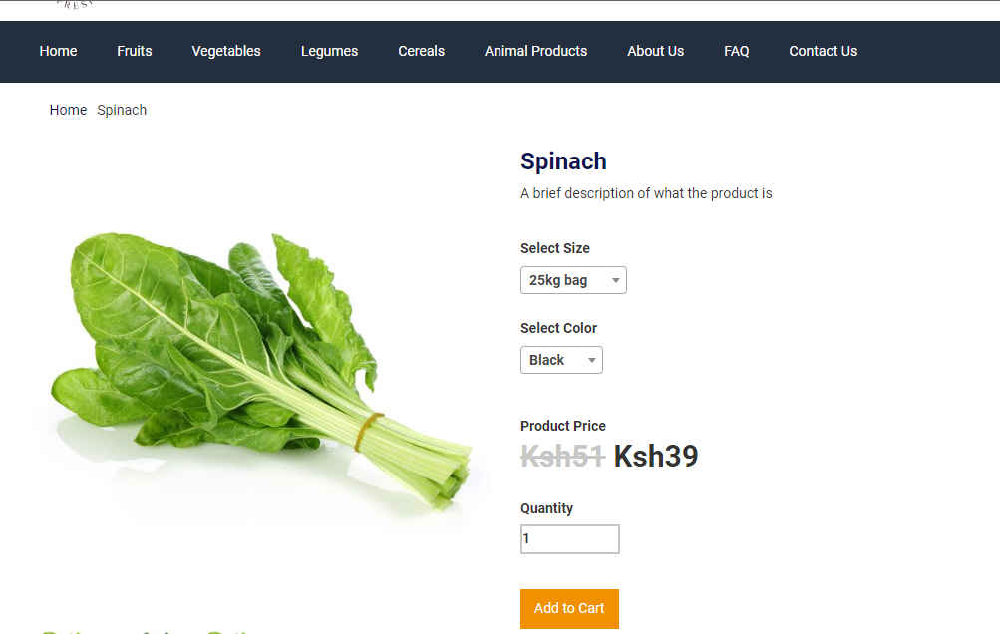 Home Fruits Vegetables Legumes Cereals Animal Products About Us FAQ Contact Us
Home Spinach
Spinach
A brief description of what the product is
Select Size
25kg bag
Select Color
Black
Product Price
Ksh51 Ksh39
Quantity
1
Add to Cart